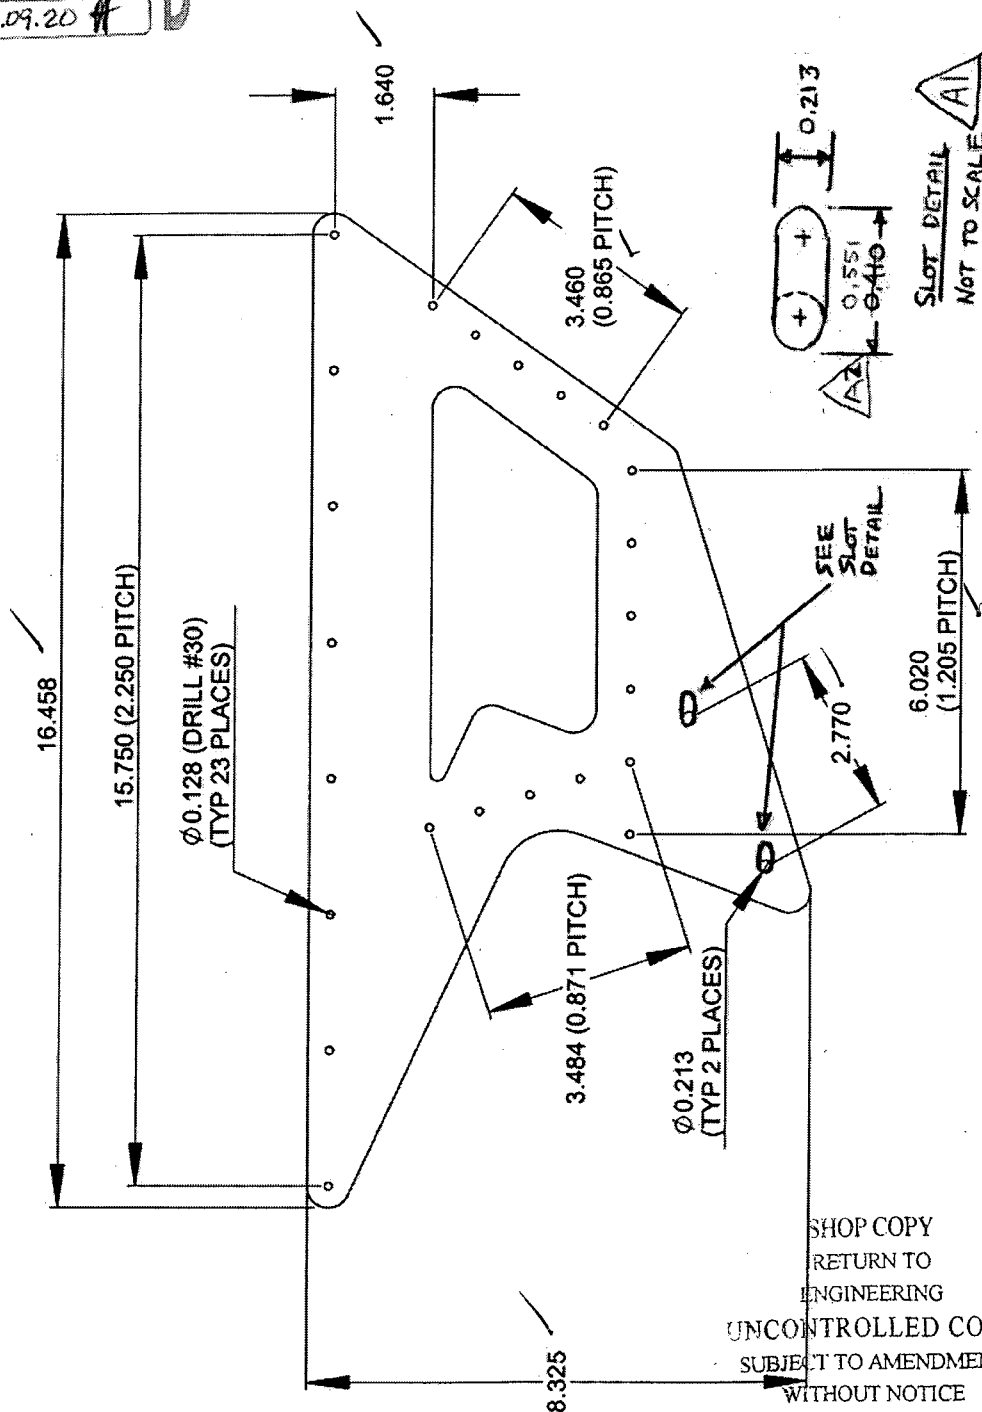 .09.20
D
1.640
16.458
15.750 (2.250 PITCH)
Ø0.128 (DRILL #30)
(TYP 23 PLACES)
3.460
(0.865 PITCH)
0.213
0.551
0.410
A2
SLOT DETAIL
NOT TO SCALE
A1
SEE
SLOT
DETAIL
2.770
6.020
(1.205 PITCH)
3.484 (0.871 PITCH)
Ø0.213
(TYP 2 PLACES)
8.325
SHOP COPY
RETURN TO
ENGINEERING
UNCONTROLLED CO
SUBJECT TO AMENDME
WITHOUT NOTICE